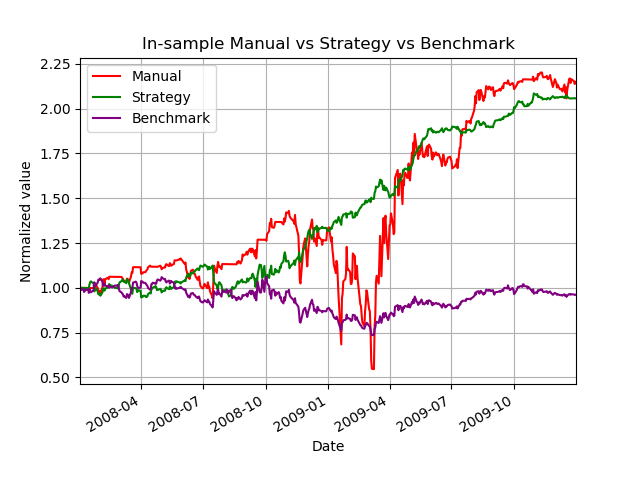 In-sample Manual vs Strategy vs Benchmark
Manual
Strategy
Benchmark
Normalized value
2.25
2.00
1.75
1.50
1.25
1.00
0.75
0.50
2008-04
2008-07
2008-10
2009-01
2009-04
2009-07
2009-10
Date